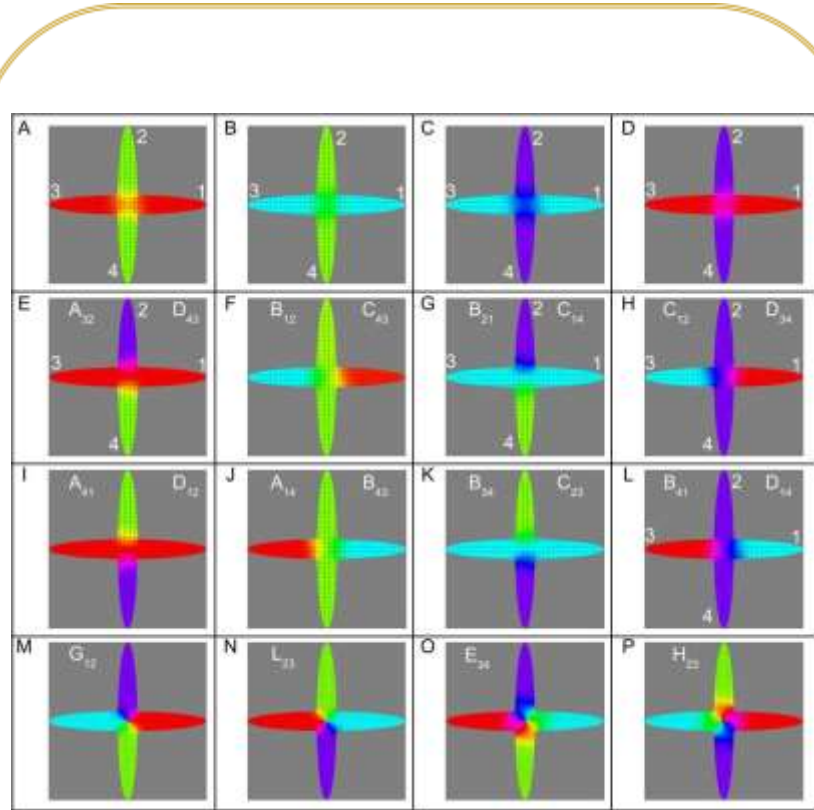 A 2 B 2 C 2 D 2
3 1 3 1 3 1 3 1
4 4 4 4
E A₃₂ 2 D₄₃ F B₁₂ C₄₃ G B₂₁ 2 C₁₄ H C₁₂ 2 D₃₄
3 1 3 1 1
4 4 4
I A₄₁ D₁₂ J A₁₄ B₄₃ K B₃₄ C₂₃ L B₄₁ 2 D₁₄
3 1
4
M G₁₂ N L₂₃ O E₃₄ P H₂₃